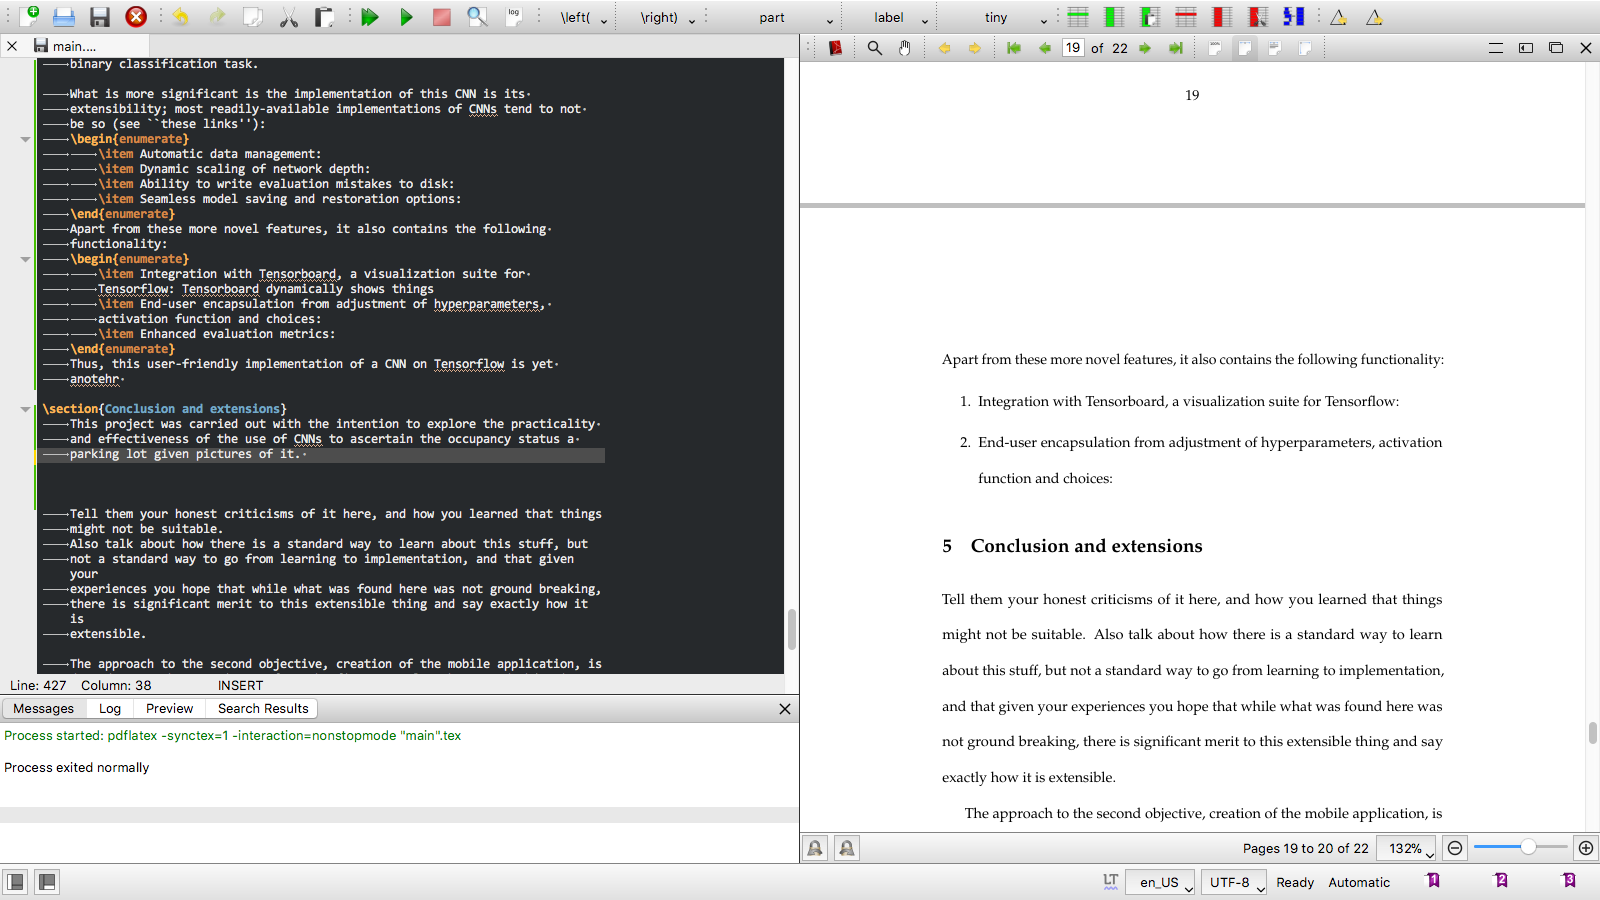 log
\left(
\right)
part
label
tiny
main....
19 of 22
binary classification task.
What is more significant is the implementation of this CNN is its
extensibility; most readily-available implementations of CNNs tend to not
be so (see ``these links''):
\begin{enumerate}
\item Automatic data management:
\item Dynamic scaling of network depth:
\item Ability to write evaluation mistakes to disk:
\item Seamless model saving and restoration options:
\end{enumerate}
Apart from these more novel features, it also contains the following
functionality:
\begin{enumerate}
\item Integration with Tensorboard, a visualization suite for
Tensorflow: Tensorboard dynamically shows things
\item End-user encapsulation from adjustment of hyperparameters,
activation function and choices:
\item Enhanced evaluation metrics:
\end{enumerate}
Thus, this user-friendly implementation of a CNN on Tensorflow is yet
anotehr
\section{Conclusion and extensions}
This project was carried out with the intention to explore the practicality
and effectiveness of the use of CNNs to ascertain the occupancy status a
parking lot given pictures of it.
Tell them your honest criticisms of it here, and how you learned that things
might not be suitable.
Also talk about how there is a standard way to learn about this stuff, but
not a standard way to go from learning to implementation, and that given
your
experiences you hope that while what was found here was not ground breaking,
there is significant merit to this extensible thing and say exactly how it
is
extensible.
The approach to the second objective, creation of the mobile application, is
Line: 427 Column: 38 INSERT
Messages Log Preview Search Results
Process started: pdflatex -synctex=1 -interaction=nonstopmode "main".tex
Process exited normally
19
Apart from these more novel features, it also contains the following functionality:
1. Integration with Tensorboard, a visualization suite for Tensorflow:
2. End-user encapsulation from adjustment of hyperparameters, activation
function and choices:
5 Conclusion and extensions
Tell them your honest criticisms of it here, and how you learned that things
might not be suitable. Also talk about how there is a standard way to learn
about this stuff, but not a standard way to go from learning to implementation,
and that given your experiences you hope that while what was found here was
not ground breaking, there is significant merit to this extensible thing and say
exactly how it is extensible.
The approach to the second objective, creation of the mobile application, is
Pages 19 to 20 of 22 132%
LT en_US UTF-8 Ready Automatic 1 2 3